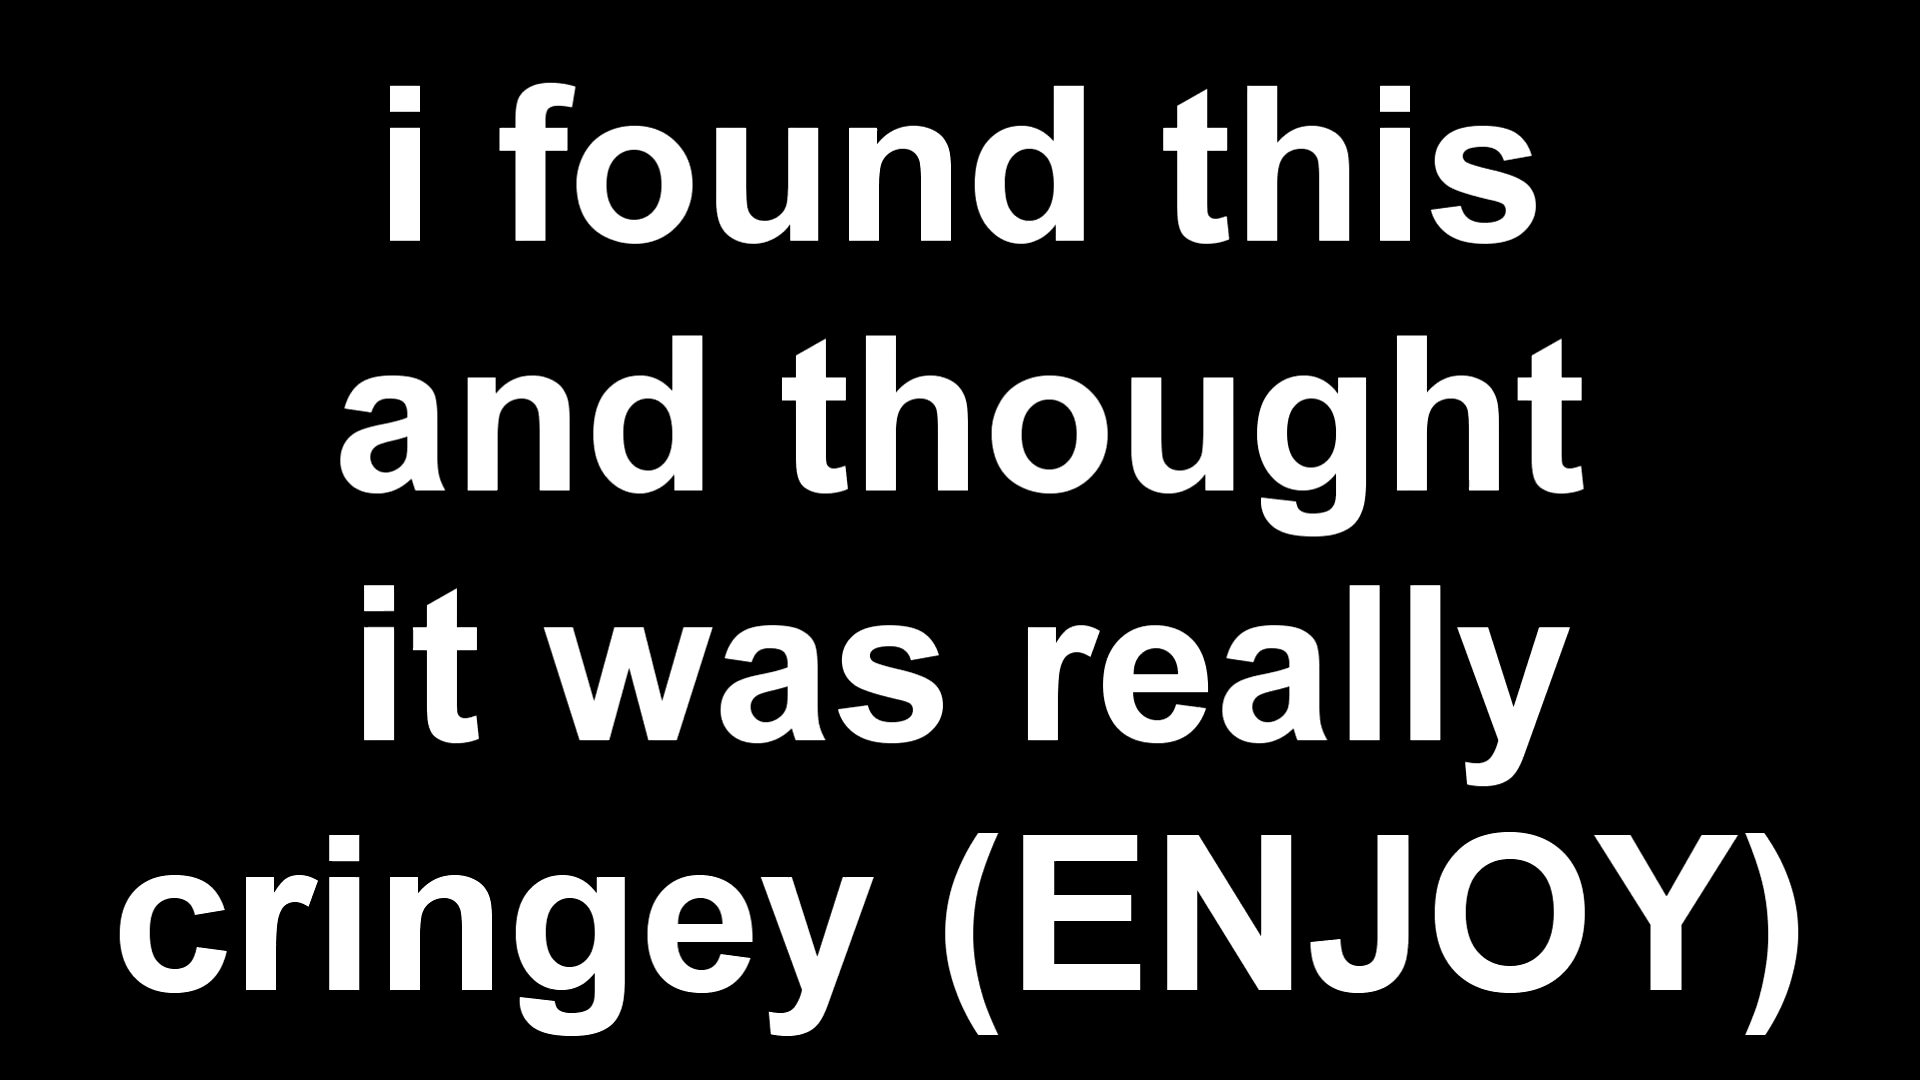 i found this
and thought
it was really
cringey (ENJOY)